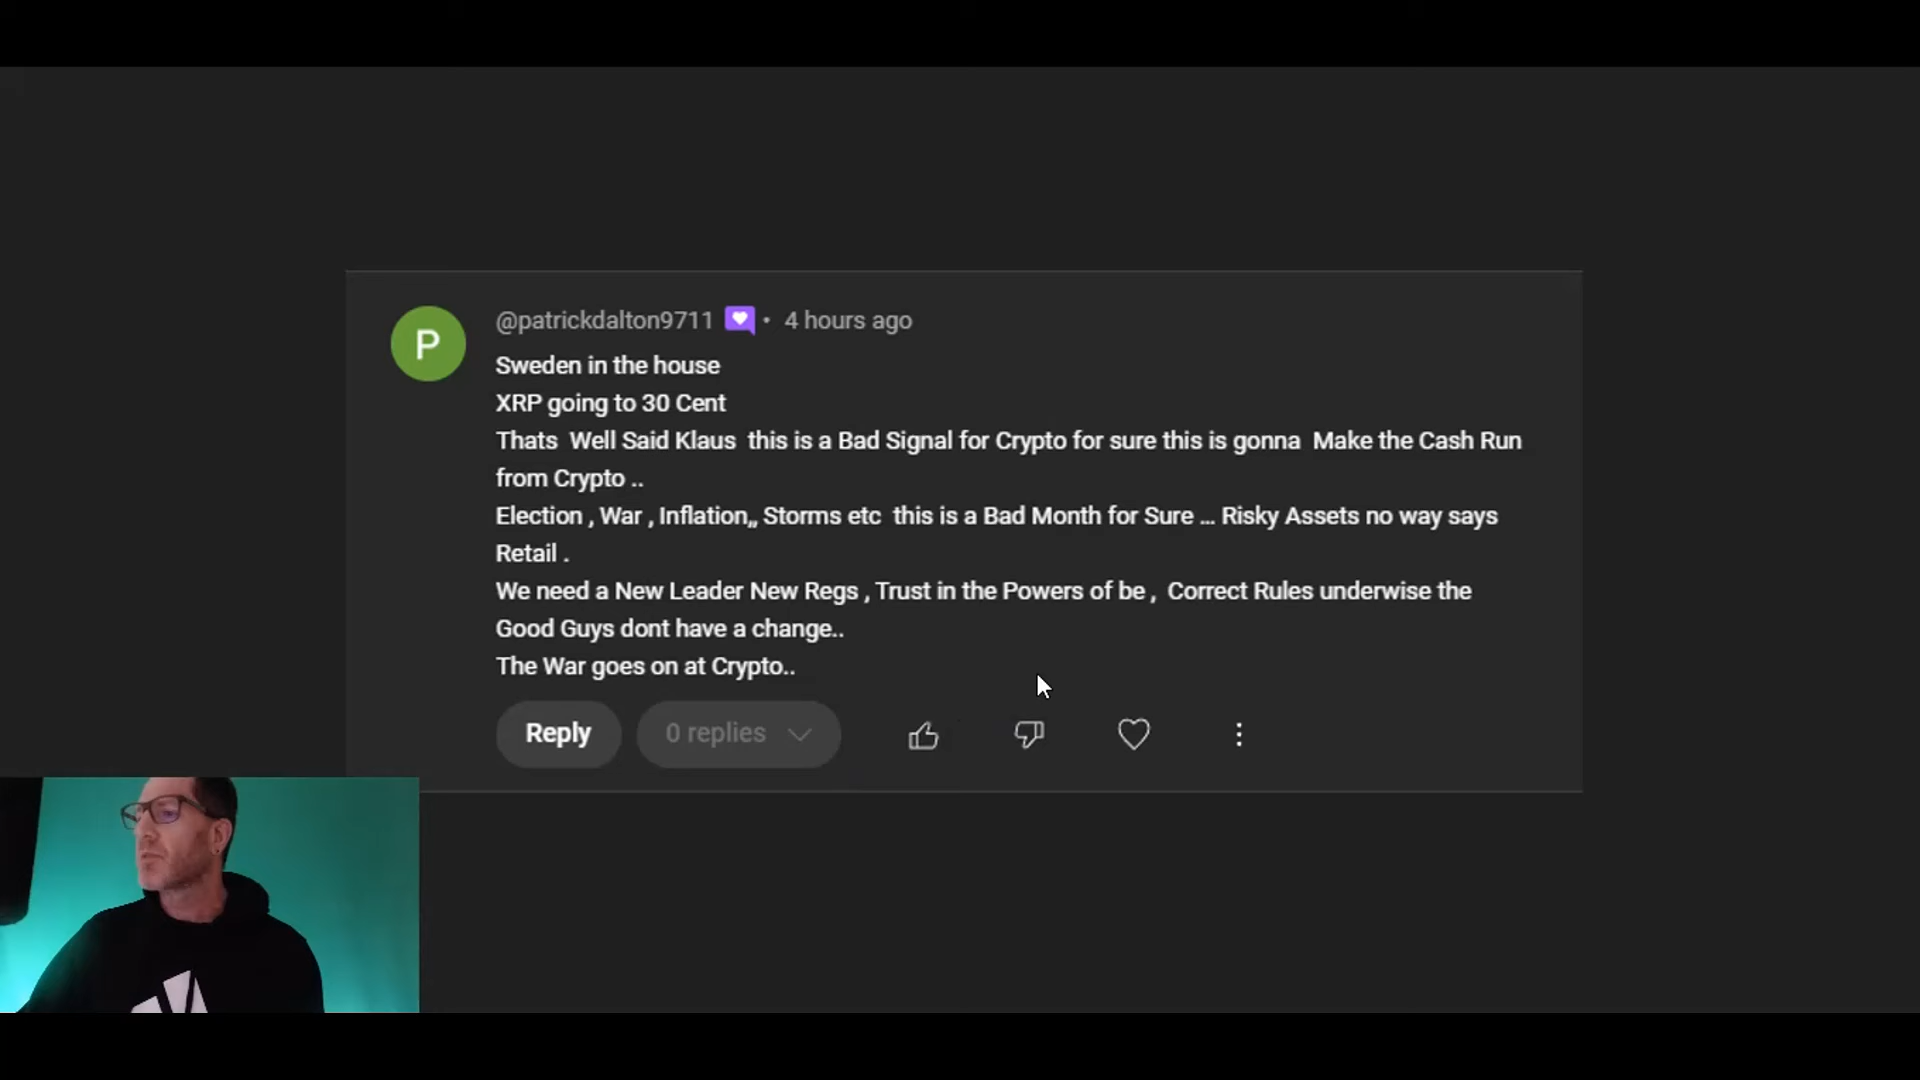 P
@patrickdalton9711 • 4 hours ago
Sweden in the house
XRP going to 30 Cent
Thats  Well Said Klaus  this is a Bad Signal for Crypto for sure this is gonna  Make the Cash Run
from Crypto ..
Election , War , Inflation,, Storms etc  this is a Bad Month for Sure ... Risky Assets no way says
Retail .
We need a New Leader New Regs , Trust in the Powers of be ,  Correct Rules underwise the
Good Guys dont have a change..
The War goes on at Crypto..
Reply
0 replies